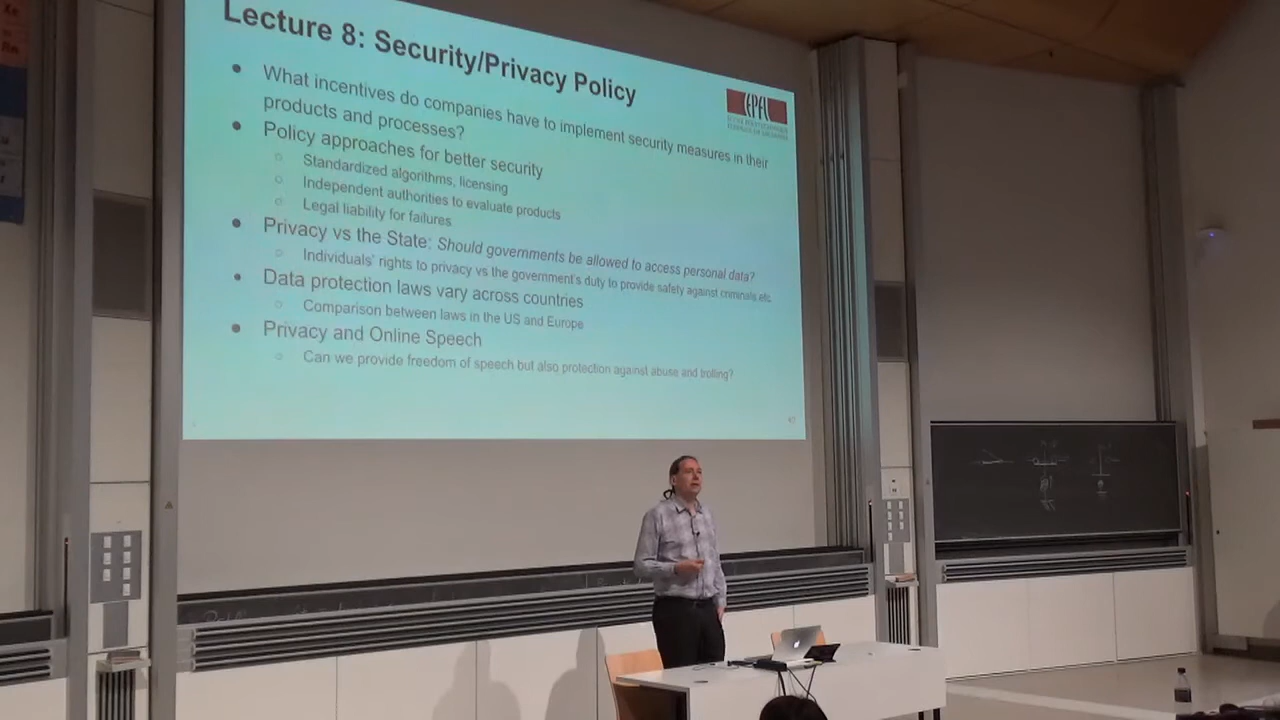 Lecture 8: Security/Privacy Policy
EPFL
● What incentives do companies have to implement security measures in their
products and processes?
● Policy approaches for better security
○ Standardized algorithms, licensing
○ Independent authorities to evaluate products
○ Legal liability for failures
● Privacy vs the State: Should governments be allowed to access personal data?
○ Individuals' rights to privacy vs the government's duty to provide safety against criminals etc
● Data protection laws vary across countries
○ Comparison between laws in the US and Europe
● Privacy and Online Speech
○ Can we provide freedom of speech but also protection against abuse and trolling?